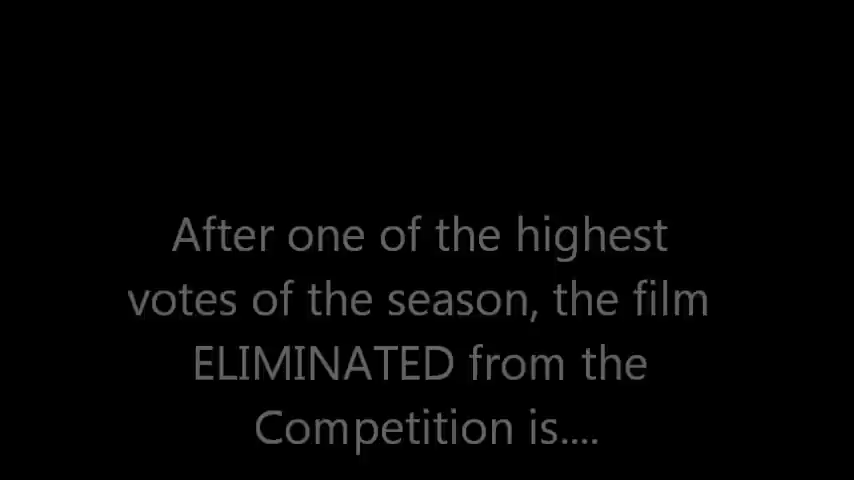 After one of the highest
votes of the season, the film
ELIMINATED from the
Competition is....